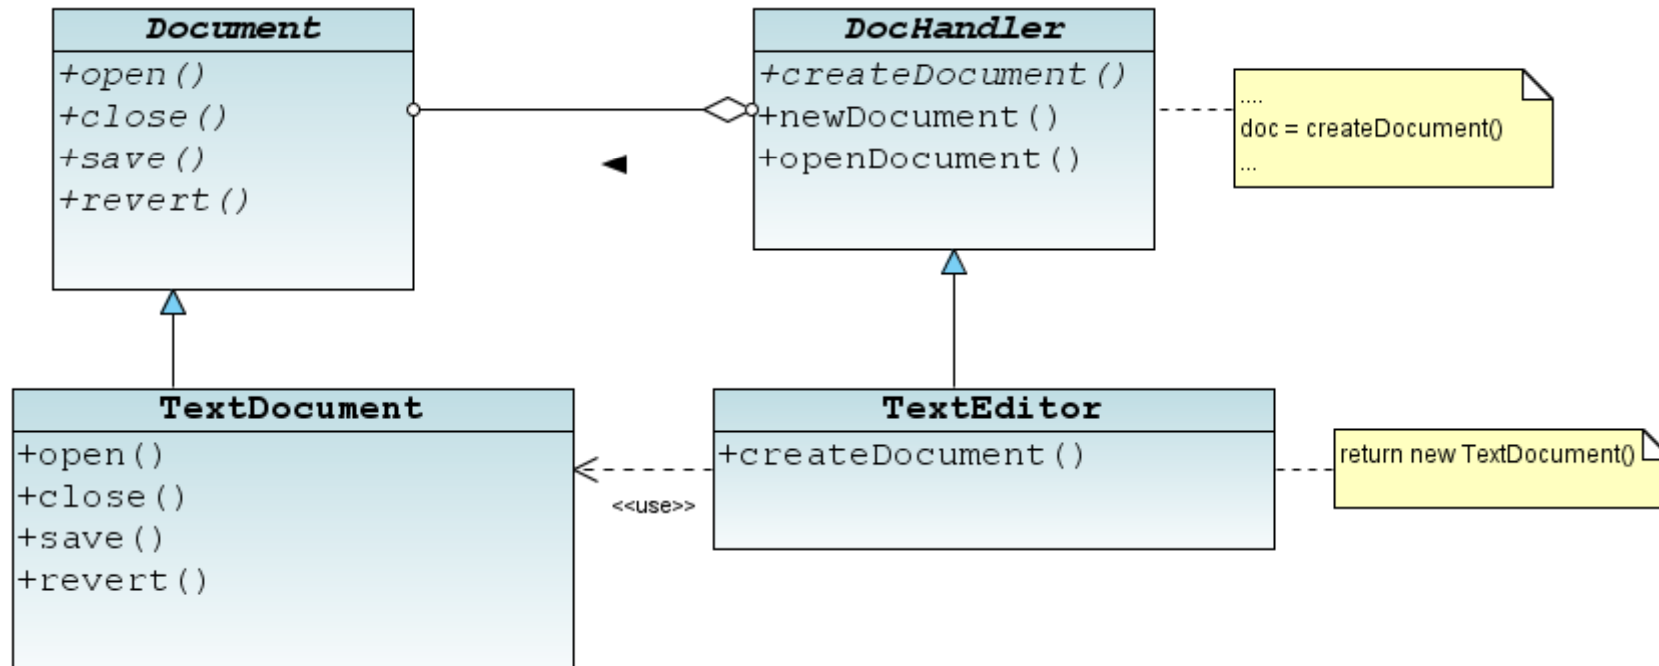 Document
+open()
+close()
+save()
+revert()
DocHandler
+createDocument()
+newDocument()
+openDocument()
....
doc = createDocument()
...
TextDocument
+open()
+close()
+save()
+revert()
<<use>>
TextEditor
+createDocument()
return new TextDocument()